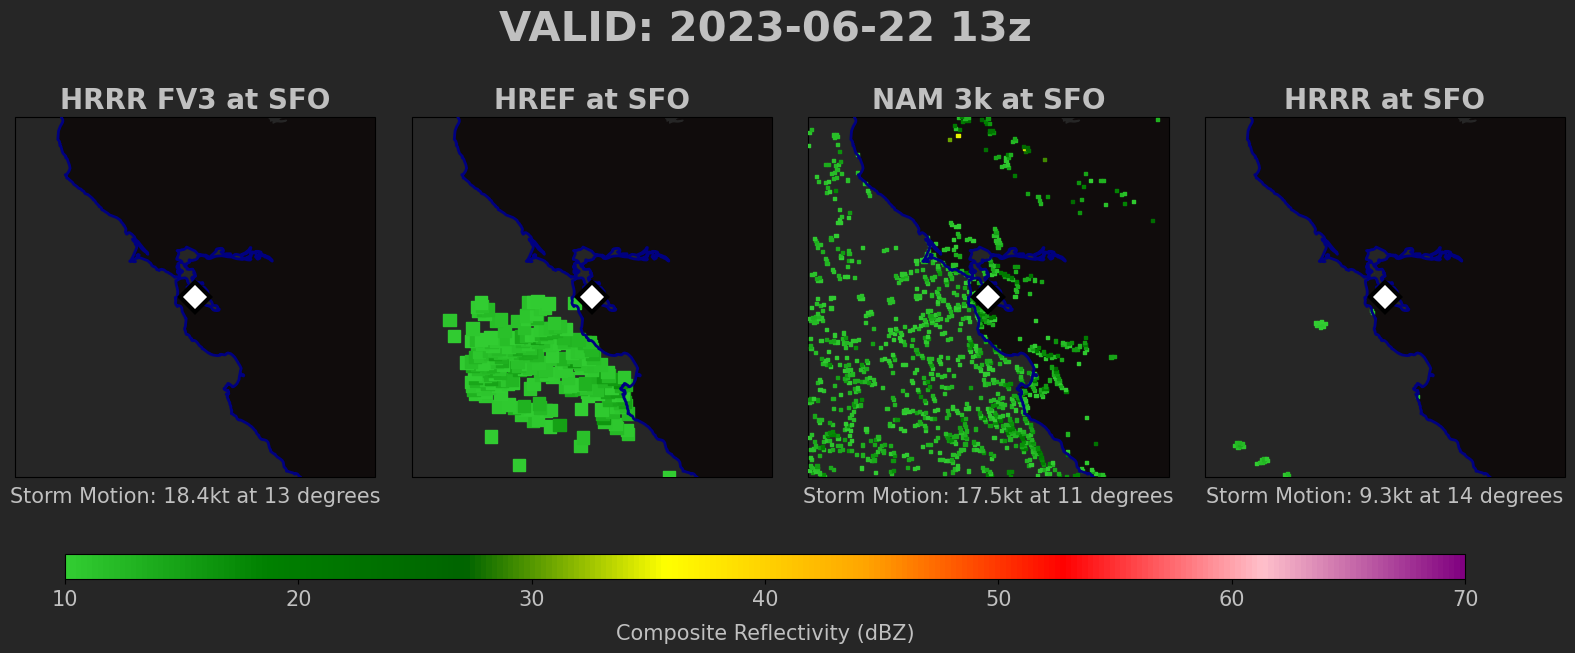 VALID: 2023-06-22 13z
HRRR FV3 at SFO
HREF at SFO
NAM 3k at SFO
HRRR at SFO
Storm Motion: 18.4kt at 13 degrees
Storm Motion: 17.5kt at 11 degrees
Storm Motion: 9.3kt at 14 degrees
10 20 30 40 50 60 70
Composite Reflectivity (dBZ)